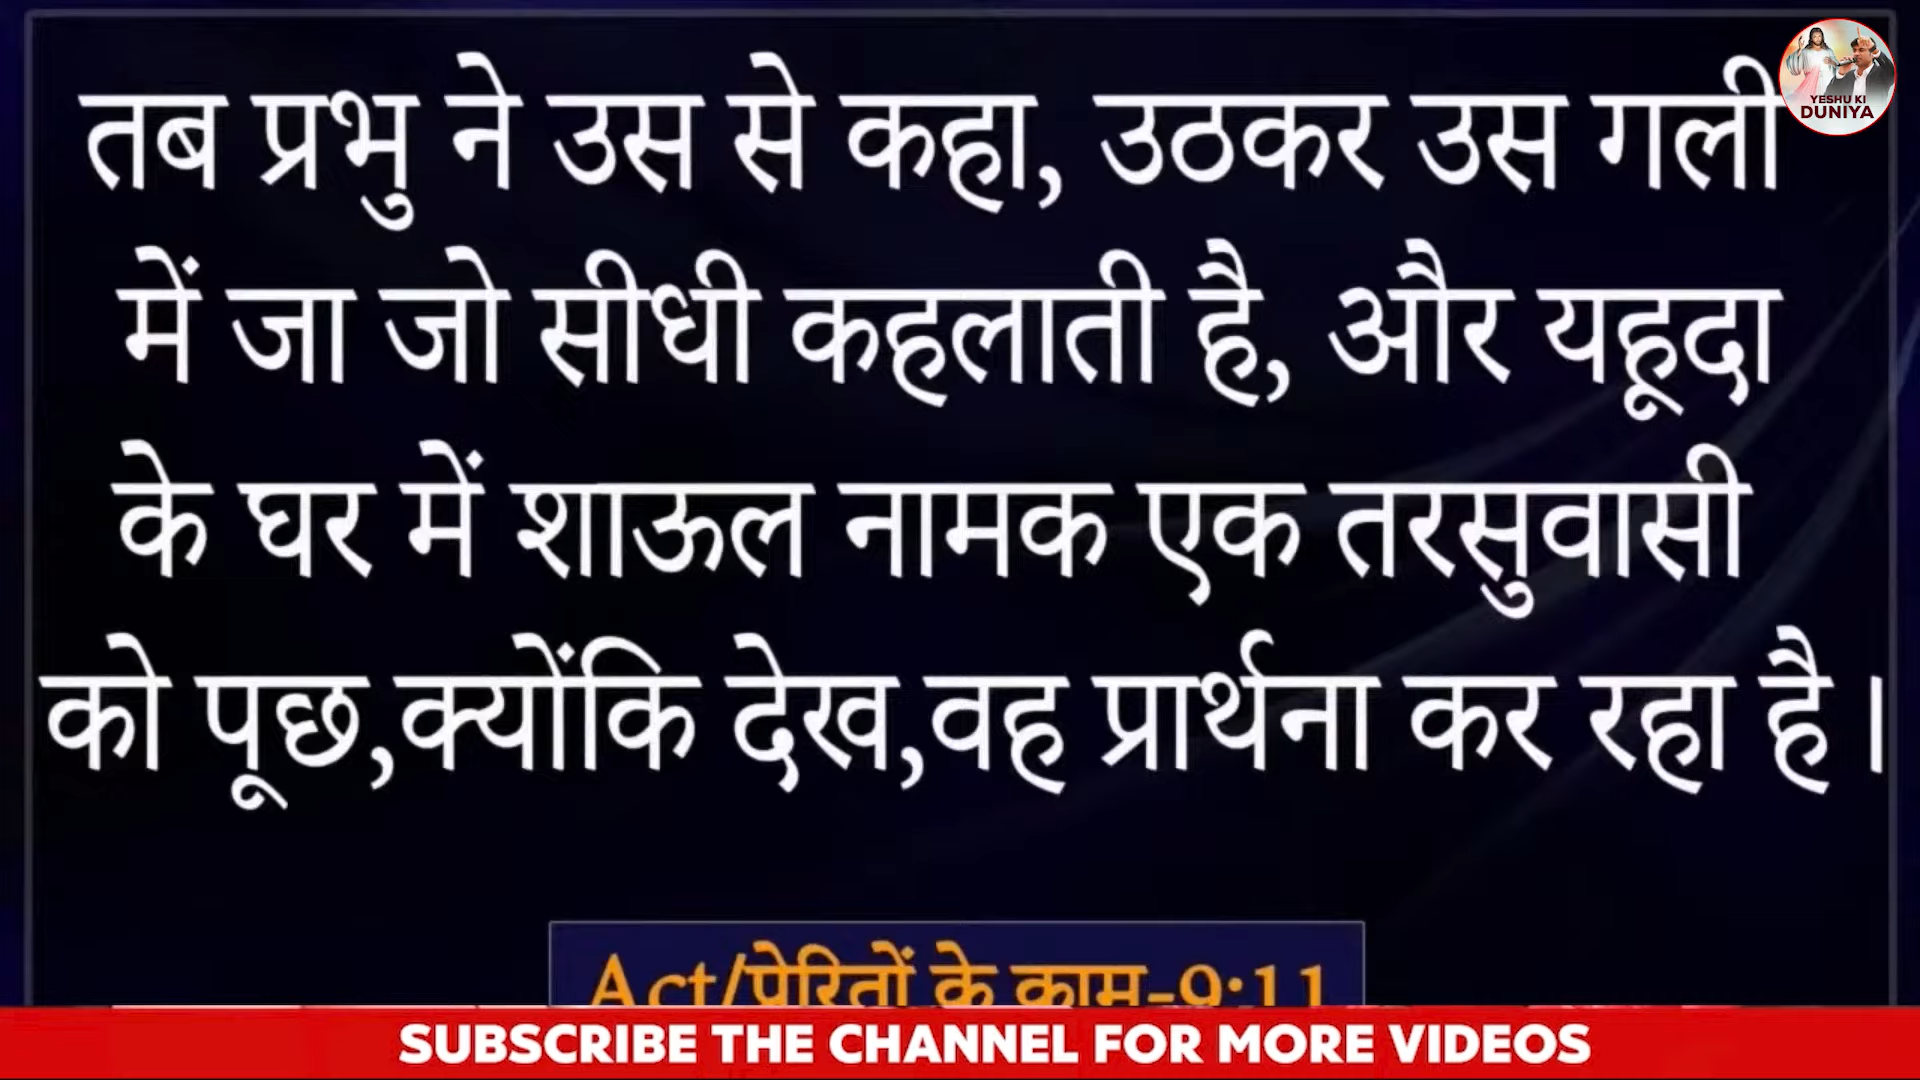 तब प्रभु ने उस से कहा, उठकर उस गली
में जा जो सीधी कहलाती है, और यहूदा
के घर में शाऊल नामक एक तरसुवासी
को पूछ,क्योंकि देख,वह प्रार्थना कर रहा है ।
Act/प्रेरितों के काम-9:11
YESHU KI
DUNIYA
SUBSCRIBE THE CHANNEL FOR MORE VIDEOS